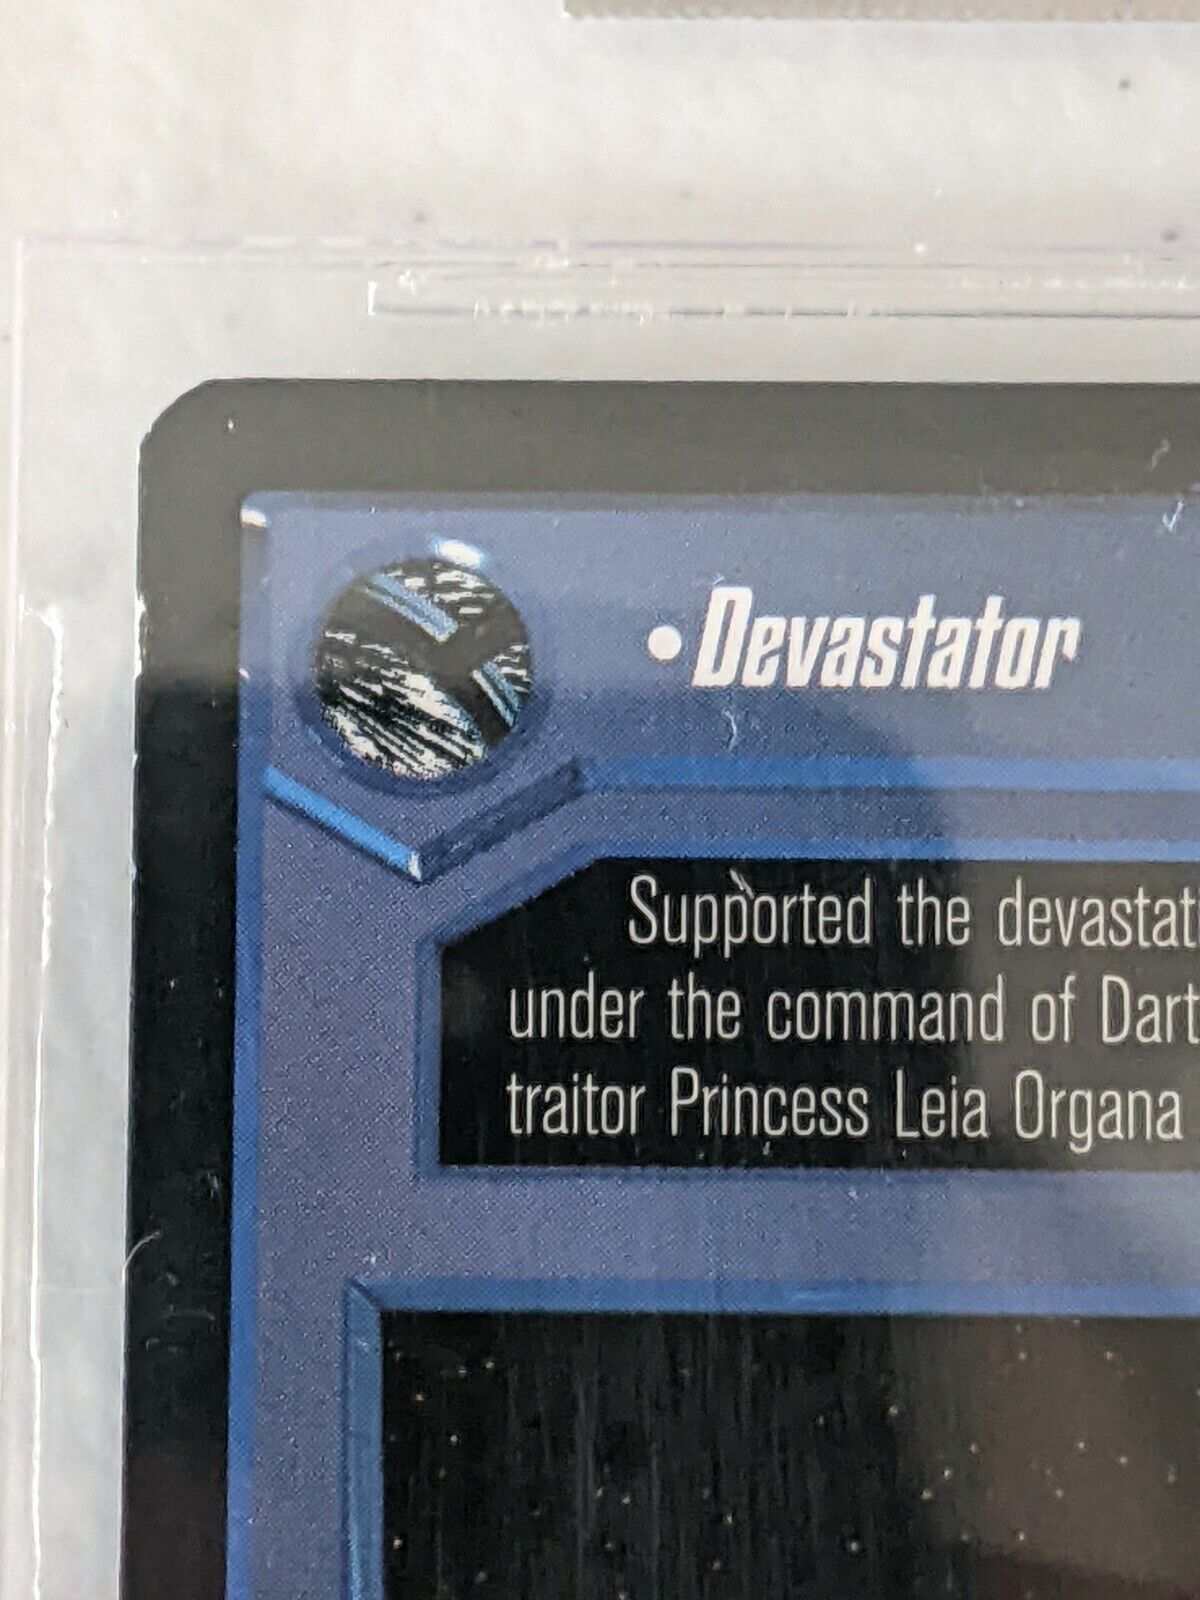 •Devastator
Supported the devastat
under the command of Dart
traitor Princess Leia Organa